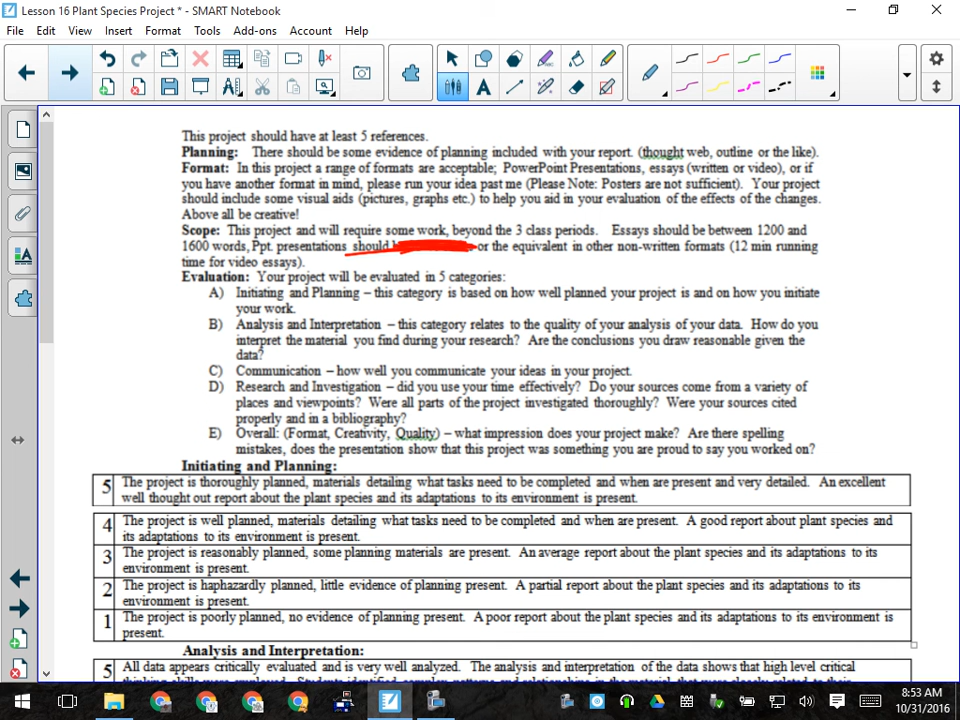 Lesson 16 Plant Species Project * - SMART Notebook
File Edit View Insert Format Tools Add-ons Account Help
This project should have at least 5 references.
Planning: There should be some evidence of planning included with your report. (thought web, outline or the like).
Format: In this project a range of formats are acceptable; PowerPoint Presentations, essays (written or video), or if
you have another format in mind, please run your idea past me (Please Note: Posters are not sufficient). Your project
should include some visual aids (pictures, graphs etc.) to help you aid in your evaluation of the effects of the changes.
Above all be creative!
Scope: This project and will require some work, beyond the 3 class periods. Essays should be between 1200 and
1600 words, Ppt. presentations should or the equivalent in other non-written formats (12 min running
time for video essays).
Evaluation: Your project will be evaluated in 5 categories:
A) Initiating and Planning – this category is based on how well planned your project is and on how you initiate
your work.
B) Analysis and Interpretation – this category relates to the quality of your analysis of your data. How do you
interpret the material you find during your research? Are the conclusions you draw reasonable given the
data?
C) Communication – how well you communicate your ideas in your project.
D) Research and Investigation – did you use your time effectively? Do your sources come from a variety of
places and viewpoints? Were all parts of the project investigated thoroughly? Were your sources cited
properly and in a bibliography?
E) Overall: (Format, Creativity, Quality) – what impression does your project make? Are there spelling
mistakes, does the presentation show that this project was something you are proud to say you worked on?
Initiating and Planning:
5 The project is thoroughly planned, materials detailing what tasks need to be completed and when are present and very detailed. An excellent
well thought out report about the plant species and its adaptations to its environment is present.
4 The project is well planned, materials detailing what tasks need to be completed and when are present. A good report about plant species and
its adaptations to its environment is present.
3 The project is reasonably planned, some planning materials are present. An average report about the plant species and its adaptations to its
environment is present.
2 The project is haphazardly planned, little evidence of planning present. A partial report about the plant species and its adaptations to its
environment is present.
1 The project is poorly planned, no evidence of planning present. A poor report about the plant species and its adaptations to its environment is
present.
Analysis and Interpretation:
5 All data appears critically evaluated and is very well analyzed. The analysis and interpretation of the data shows that high level critical
8:53 AM
10/31/2016